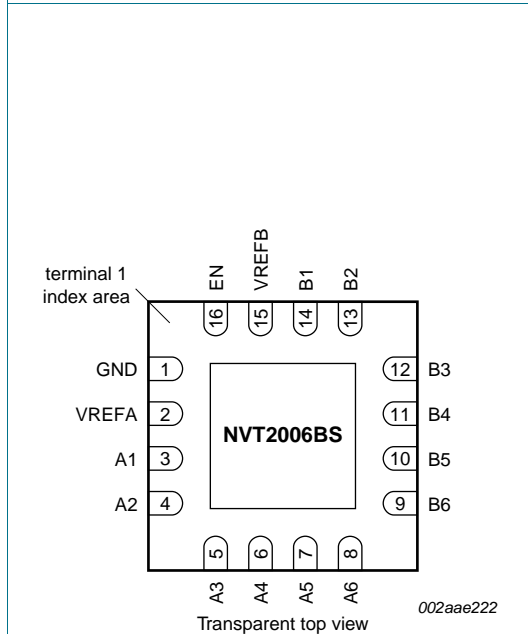 terminal 1
index area
EN
VREFB
B1
B2
16
15
14
13
GND 1
12 B3
VREFA 2
11 B4
NVT2006BS
A1 3
10 B5
A2 4
9 B6
5
6
7
8
A3
A4
A5
A6
Transparent top view
002aae222